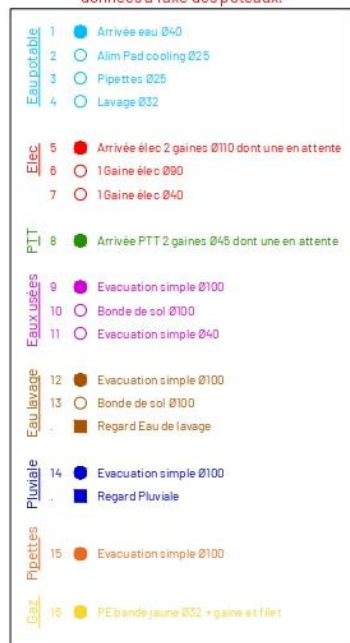 données à l'axe des poteaux.
Eau potable
1 Arrivée eau Ø40
2 Alim Pad cooling Ø25
3 Pipettes Ø25
4 Lavage Ø32
Elec
5 Arrivée élec 2 gaines Ø110 dont une en attente
6 1 Gaine élec Ø90
7 1 Gaine élec Ø40
PTT
8 Arrivée PTT 2 gaines Ø45 dont une en attente
Eaux usées
9 Evacuation simple Ø100
10 Bonde de sol Ø100
11 Evacuation simple Ø40
Eau lavage
12 Evacuation simple Ø100
13 Bonde de sol Ø100
. Regard Eau de lavage
Pluviale
14 Evacuation simple Ø100
. Regard Pluviale
Pipettes
15 Evacuation simple Ø100
Gaz
16 PE bande jaune Ø32 + gaine et filet